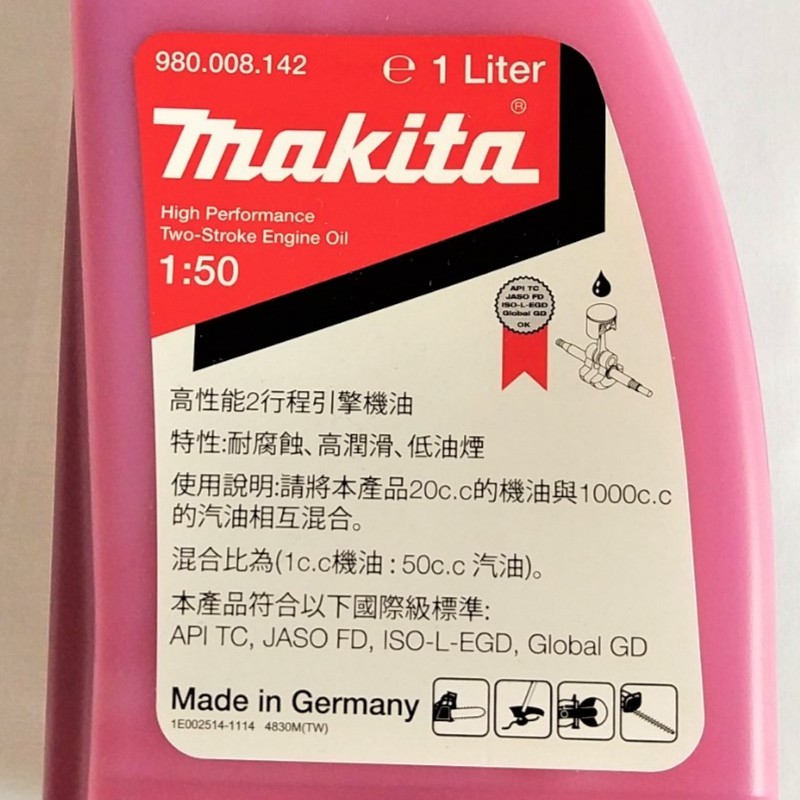 980.008.142
℮ 1 Liter
makita®
High Performance
Two-Stroke Engine Oil
1:50
API TC
JASO FD
ISO-L-EGD
Global GD
OK
高性能2行程引擎機油
特性:耐腐蝕、高潤滑、低油煙
使用說明:請將本產品20c.c的機油與1000c.c
的汽油相互混合。
混合比為(1c.c機油 : 50c.c 汽油)。
本產品符合以下國際級標準:
API TC, JASO FD, ISO-L-EGD, Global GD
Made in Germany
1E002514-1114 4830M(TW)